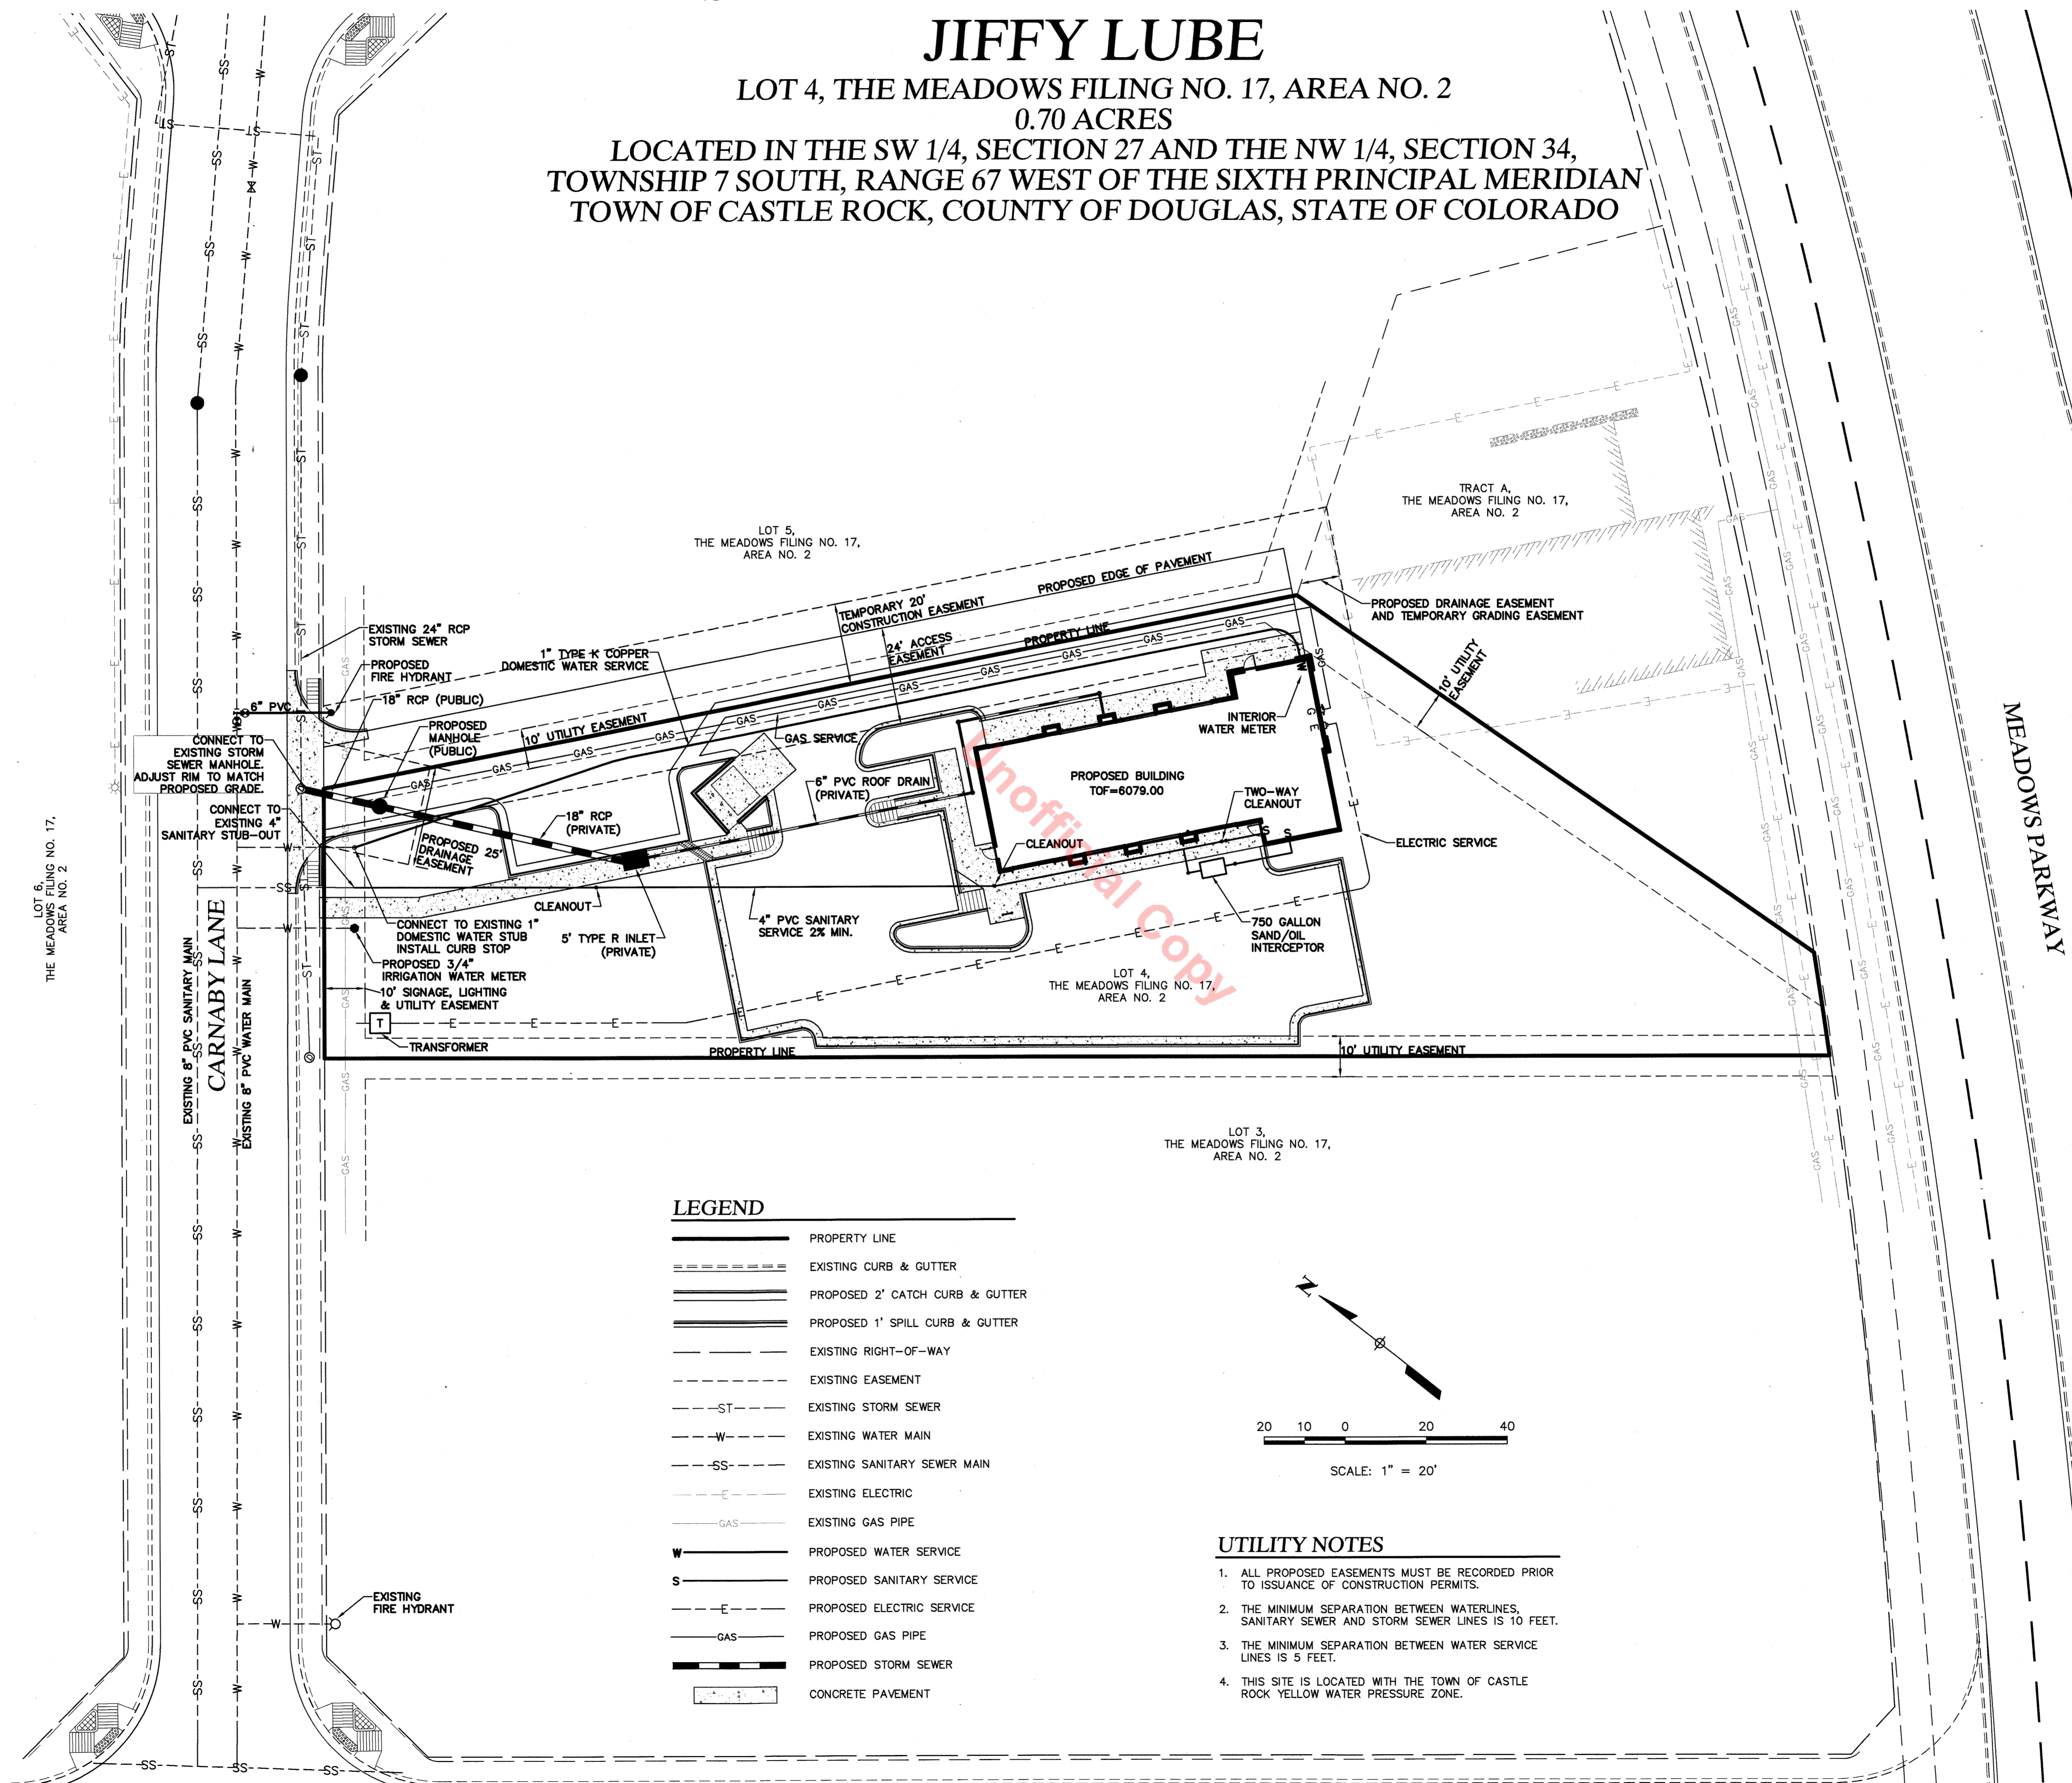 JIFFY LUBE
LOT 4, THE MEADOWS FILING NO. 17, AREA NO. 2
0.70 ACRES
LOCATED IN THE SW 1/4, SECTION 27 AND THE NW 1/4, SECTION 34,
TOWNSHIP 7 SOUTH, RANGE 67 WEST OF THE SIXTH PRINCIPAL MERIDIAN
TOWN OF CASTLE ROCK, COUNTY OF DOUGLAS, STATE OF COLORADO
TRACT A,
THE MEADOWS FILING NO. 17,
AREA NO. 2
LOT 5,
THE MEADOWS FILING NO. 17,
AREA NO. 2
PROPOSED EDGE OF PAVEMENT
TEMPORARY 20'
CONSTRUCTION EASEMENT
PROPOSED DRAINAGE EASEMENT
AND TEMPORARY GRADING EASEMENT
EXISTING 24" RCP
STORM SEWER
PROPERTY LINE
24' ACCESS
EASEMENT
1" TYPE K COPPER
DOMESTIC WATER SERVICE
PROPOSED
FIRE HYDRANT
18" RCP (PUBLIC)
10' UTILITY
EASEMENT
6" PVC
PROPOSED
MANHOLE
(PUBLIC)
10' UTILITY EASEMENT
GAS SERVICE
INTERIOR
WATER METER
CONNECT TO
EXISTING STORM
SEWER MANHOLE.
ADJUST RIM TO MATCH
PROPOSED GRADE.
6" PVC ROOF DRAIN
(PRIVATE)
PROPOSED BUILDING
TOF=6079.00
TWO-WAY
CLEANOUT
CONNECT TO
EXISTING 4"
SANITARY STUB-OUT
18" RCP
(PRIVATE)
PROPOSED 25'
DRAINAGE
EASEMENT
CLEANOUT
ELECTRIC SERVICE
CLEANOUT
CONNECT TO EXISTING 1"
DOMESTIC WATER STUB
INSTALL CURB STOP
5' TYPE R INLET
(PRIVATE)
4" PVC SANITARY
SERVICE 2% MIN.
750 GALLON
SAND/OIL
INTERCEPTOR
PROPOSED 3/4"
IRRIGATION WATER METER
10' SIGNAGE, LIGHTING
& UTILITY EASEMENT
LOT 4,
THE MEADOWS FILING NO. 17,
AREA NO. 2
T
TRANSFORMER
PROPERTY LINE
10' UTILITY EASEMENT
LOT 6,
THE MEADOWS FILING NO. 17,
AREA NO. 2
EXISTING 8" PVC SANITARY MAIN
CARNABY LANE
EXISTING 8" PVC WATER MAIN
MEADOWS PARKWAY
Unofficial Copy
LOT 3,
THE MEADOWS FILING NO. 17,
AREA NO. 2
LEGEND
PROPERTY LINE
EXISTING CURB & GUTTER
PROPOSED 2' CATCH CURB & GUTTER
PROPOSED 1' SPILL CURB & GUTTER
EXISTING RIGHT-OF-WAY
EXISTING EASEMENT
ST EXISTING STORM SEWER
W EXISTING WATER MAIN
SS EXISTING SANITARY SEWER MAIN
E EXISTING ELECTRIC
GAS EXISTING GAS PIPE
W PROPOSED WATER SERVICE
S PROPOSED SANITARY SERVICE
E PROPOSED ELECTRIC SERVICE
GAS PROPOSED GAS PIPE
PROPOSED STORM SEWER
CONCRETE PAVEMENT
EXISTING
FIRE HYDRANT
N
20 10 0 20 40
SCALE: 1" = 20'
UTILITY NOTES
1. ALL PROPOSED EASEMENTS MUST BE RECORDED PRIOR
TO ISSUANCE OF CONSTRUCTION PERMITS.
2. THE MINIMUM SEPARATION BETWEEN WATERLINES,
SANITARY SEWER AND STORM SEWER LINES IS 10 FEET.
3. THE MINIMUM SEPARATION BETWEEN WATER SERVICE
LINES IS 5 FEET.
4. THIS SITE IS LOCATED WITH THE TOWN OF CASTLE
ROCK YELLOW WATER PRESSURE ZONE.